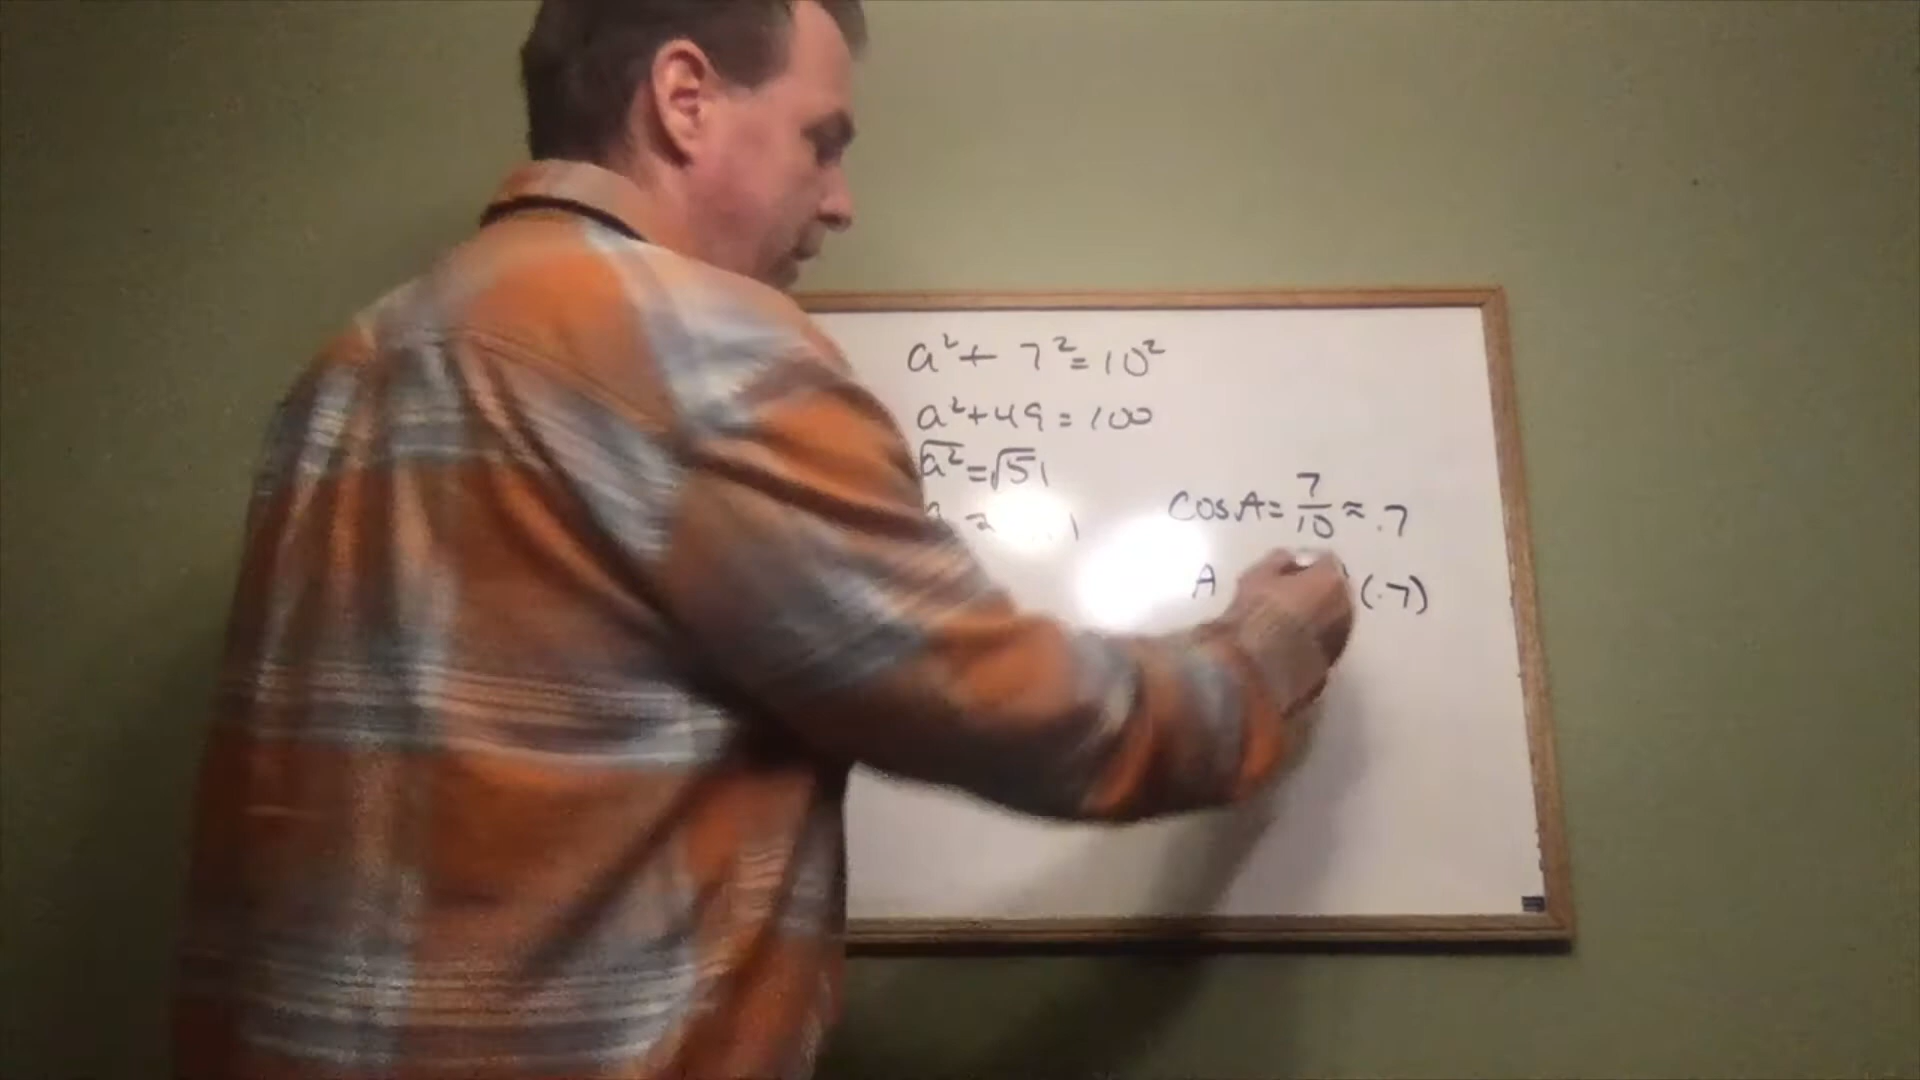 a² + 7² = 10²
a² + 49 = 100
√a² = √51
cos A = 7/10 ≈ .7
A (.7)